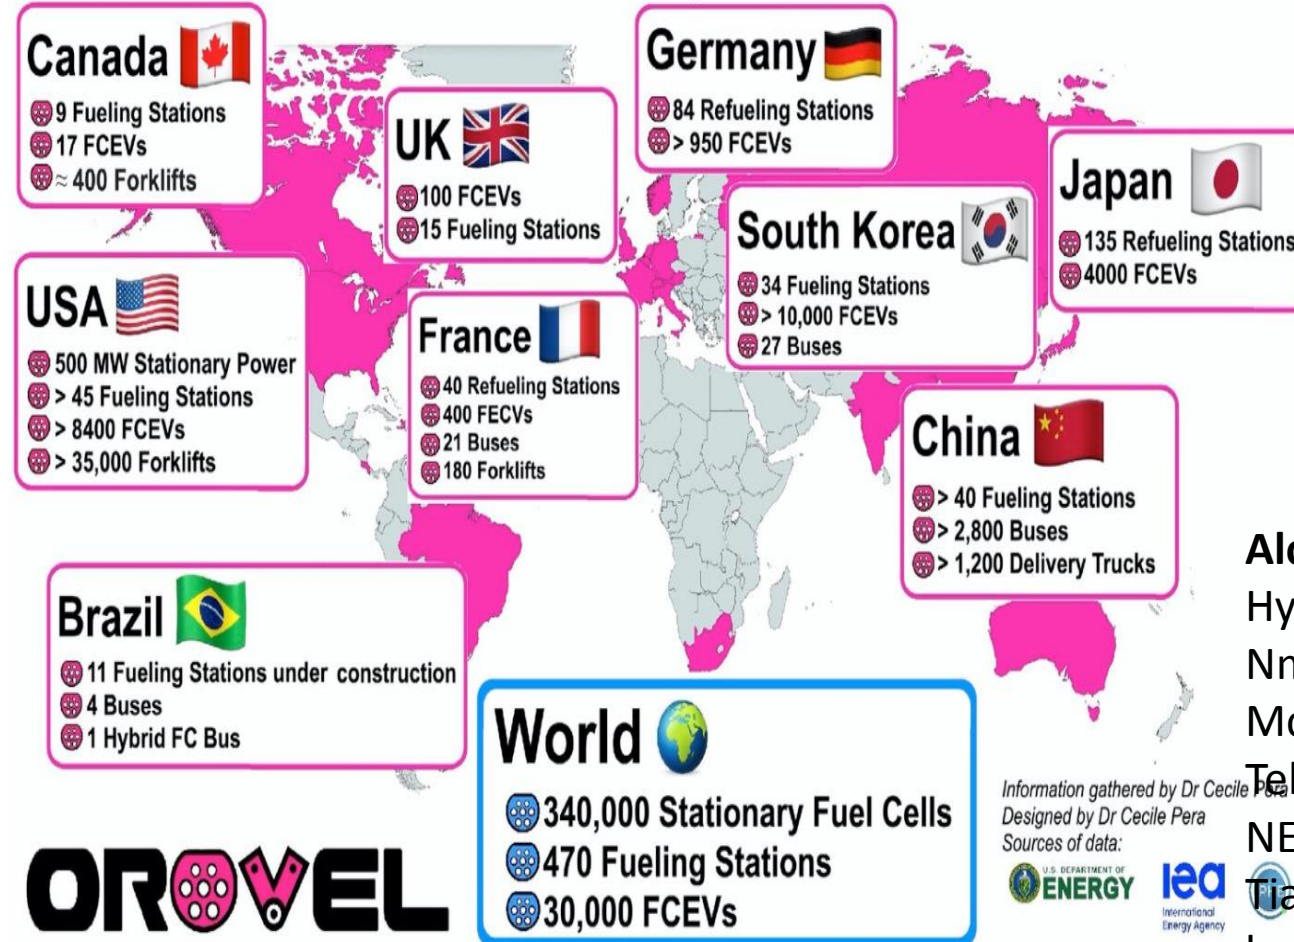 Canada
9 Fueling Stations
17 FCEVs
≈ 400 Forklifts
UK
100 FCEVs
15 Fueling Stations
Germany
84 Refueling Stations
> 950 FCEVs
Japan
135 Refueling Stations
4000 FCEVs
South Korea
34 Fueling Stations
> 10,000 FCEVs
27 Buses
USA
500 MW Stationary Power
> 45 Fueling Stations
> 8400 FCEVs
> 35,000 Forklifts
France
40 Refueling Stations
400 FECVs
21 Buses
180 Forklifts
China
> 40 Fueling Stations
> 2,800 Buses
> 1,200 Delivery Trucks
Brazil
11 Fueling Stations under construction
4 Buses
1 Hybrid FC Bus
World
340,000 Stationary Fuel Cells
470 Fueling Stations
30,000 FCEVs
Information gathered by Dr Cecile Pera
Designed by Dr Cecile Pera
Sources of data:
U.S. DEPARTMENT OF
ENERGY
iea
International
Energy Agency
OROVEL
Hy
NE